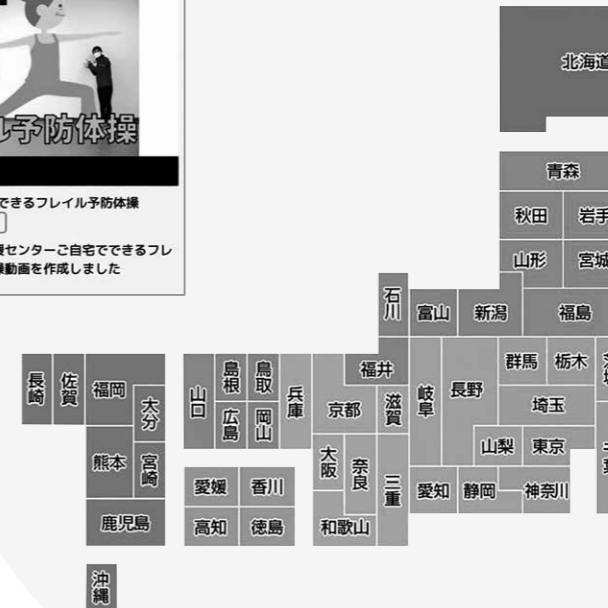 ル予防体操
できるフレイル予防体操
援センターご自宅でできるフレ
操動画を作成しました
北海道
青森
秋田
岩手
山形
宮城
石川
富山
新潟
福島
長崎
佐賀
福岡
大分
熊本
宮崎
鹿児島
沖縄
山口
島根
鳥取
広島
岡山
兵庫
京都
福井
滋賀
大阪
奈良
三重
和歌山
愛媛
香川
高知
徳島
岐阜
長野
群馬
栃木
埼玉
山梨
東京
愛知
静岡
神奈川